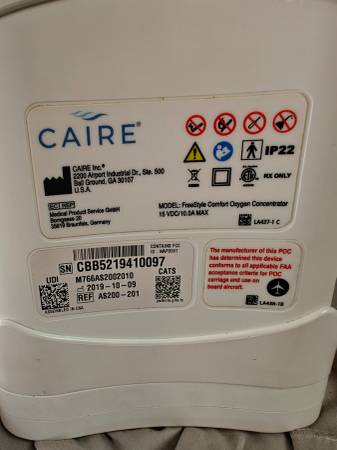 CAIRE®
CAIRE Inc.®
2200 Airport Industrial Dr., Ste. 500
Ball Ground, GA 30107
U.S.A.
EC REP
Medical Product Service GmbH
Borngasse 20
35619 Braunfels, Germany
IP22
RX ONLY
MODEL: FreeStyle Comfort Oxygen Concentrator
15 VDC/10.0A MAX
LA437-1 C
CONTAINS FCC
SN CBB5219410097
UDI
M766AS2002010
CATS
2019-10-09
REF AS200-201
The manufacturer of this POC
has determined this device
conforms to all applicable FAA
acceptance criteria for POC
carriage and use on
board aircraft.